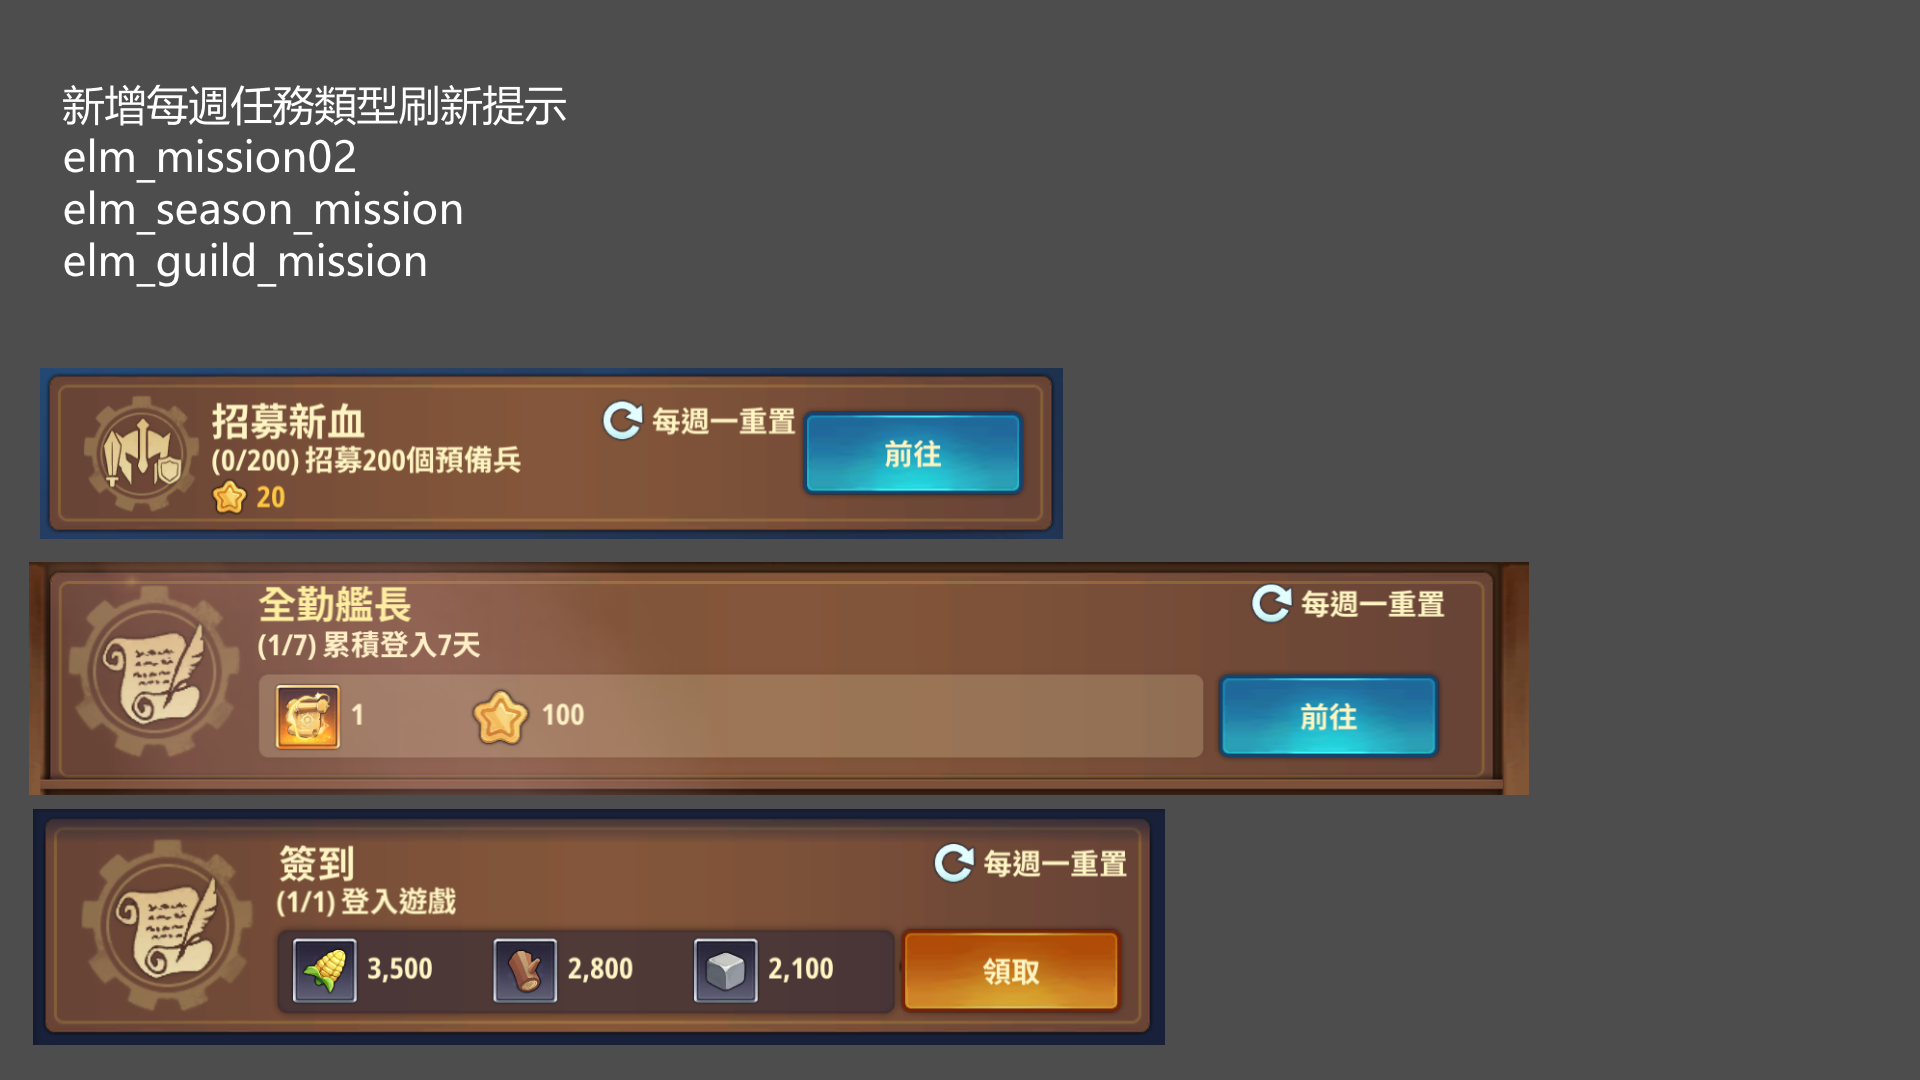 新增每週任務類型刷新提示
elm_mission02
elm_season_mission
elm_guild_mission
招募新血
每週一重置
(0/200) 招募200個預備兵
前往
20
全勤艦長
每週一重置
(1/7) 累積登入7天
1
100
前往
簽到
每週一重置
(1/1) 登入遊戲
3,500
2,800
2,100
領取